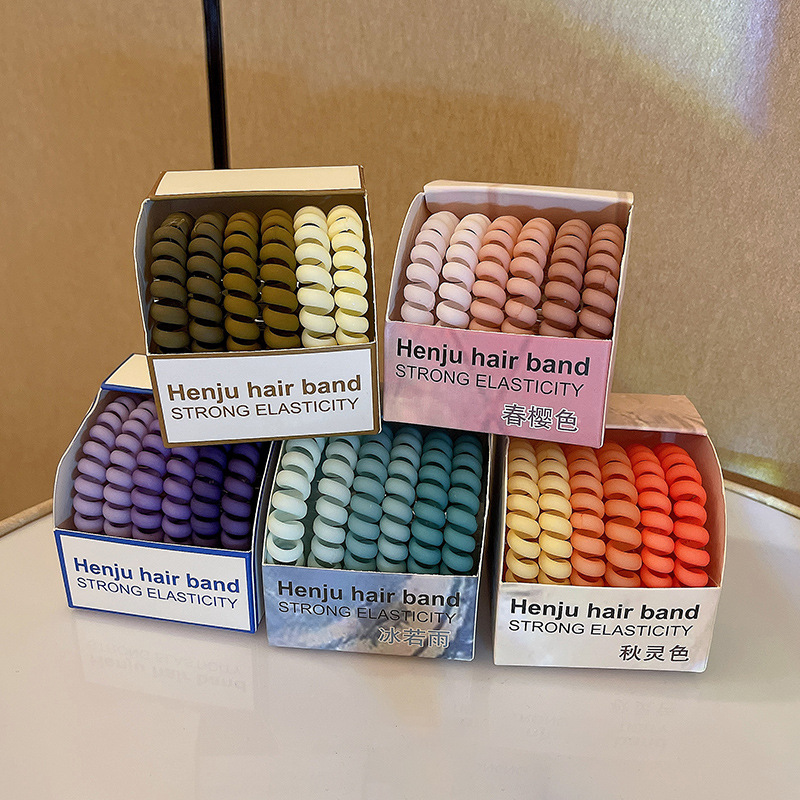 Henju hair band
STRONG ELASTICITY
Henju hair band
STRONG ELASTICITY
春樱色
Henju hair band
STRONG ELASTICITY
Henju hair band
STRONG ELASTICITY
冰若雨
Henju hair band
STRONG ELASTICITY
秋灵色